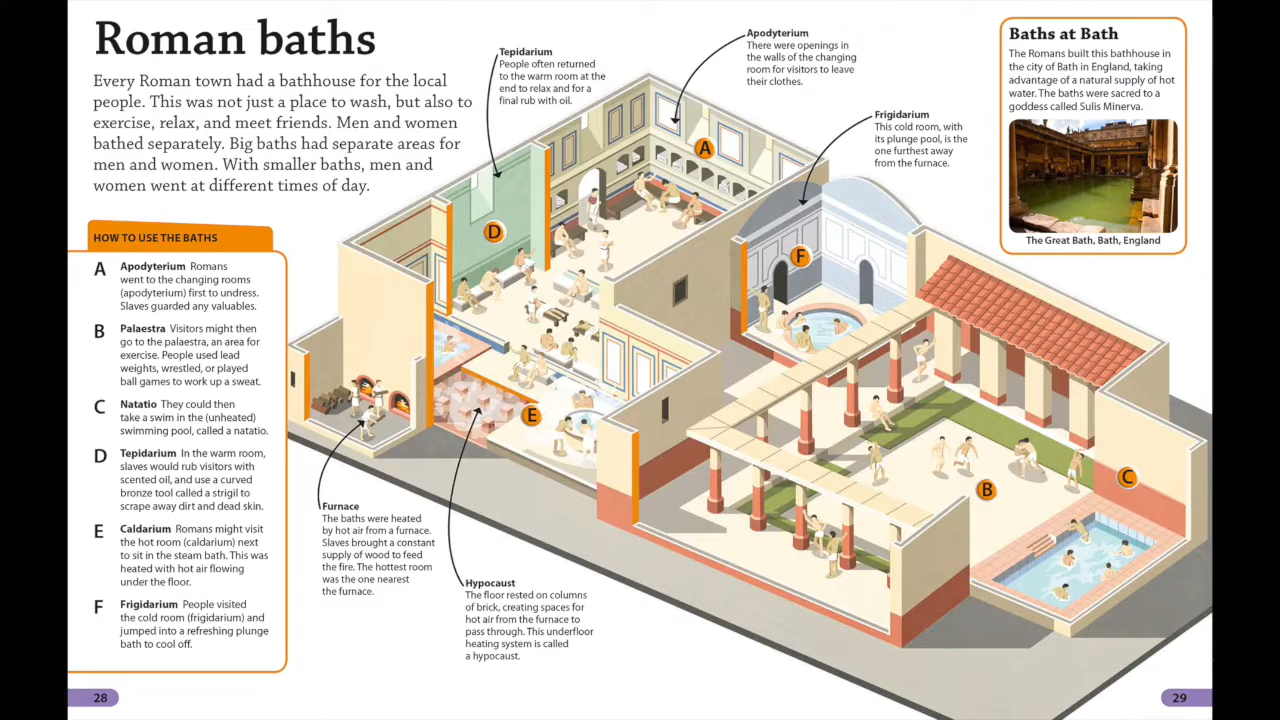 Roman baths
Every Roman town had a bathhouse for the local
people. This was not just a place to wash, but also to
exercise, relax, and meet friends. Men and women
bathed separately. Big baths had separate areas for
men and women. With smaller baths, men and
women went at different times of day.
HOW TO USE THE BATHS
A Apodyterium Romans
went to the changing rooms
(apodyterium) first to undress.
Slaves guarded any valuables.
B Palaestra Visitors might then
go to the palaestra, an area for
exercise. People used lead
weights, wrestled, or played
ball games to work up a sweat.
C Natatio They could then
take a swim in the (unheated)
swimming pool, called a natatio.
D Tepidarium In the warm room,
slaves would rub visitors with
scented oil, and use a curved
bronze tool called a strigil to
scrape away dirt and dead skin.
E Caldarium Romans might visit
the hot room (caldarium) next
to sit in the steam bath. This was
heated with hot air flowing
under the floor.
F Frigidarium People visited
the cold room (frigidarium) and
jumped into a refreshing plunge
bath to cool off.
Tepidarium
People often returned
to the warm room at the
end to relax and for a
final rub with oil.
Apodyterium
There were openings in
the walls of the changing
room for visitors to leave
their clothes.
Frigidarium
This cold room, with
its plunge pool, is the
one furthest away
from the furnace.
Baths at Bath
The Romans built this bathhouse in
the city of Bath in England, taking
advantage of a natural supply of hot
water. The baths were sacred to a
goddess called Sulis Minerva.
The Great Bath, Bath, England
A
D
F
E
B
C
Furnace
The baths were heated
by hot air from a furnace.
Slaves brought a constant
supply of wood to feed
the fire. The hottest room
was the one nearest
the furnace.
Hypocaust
The floor rested on columns
of brick, creating spaces for
hot air from the furnace to
pass through. This underfloor
heating system is called
a hypocaust.
28
29